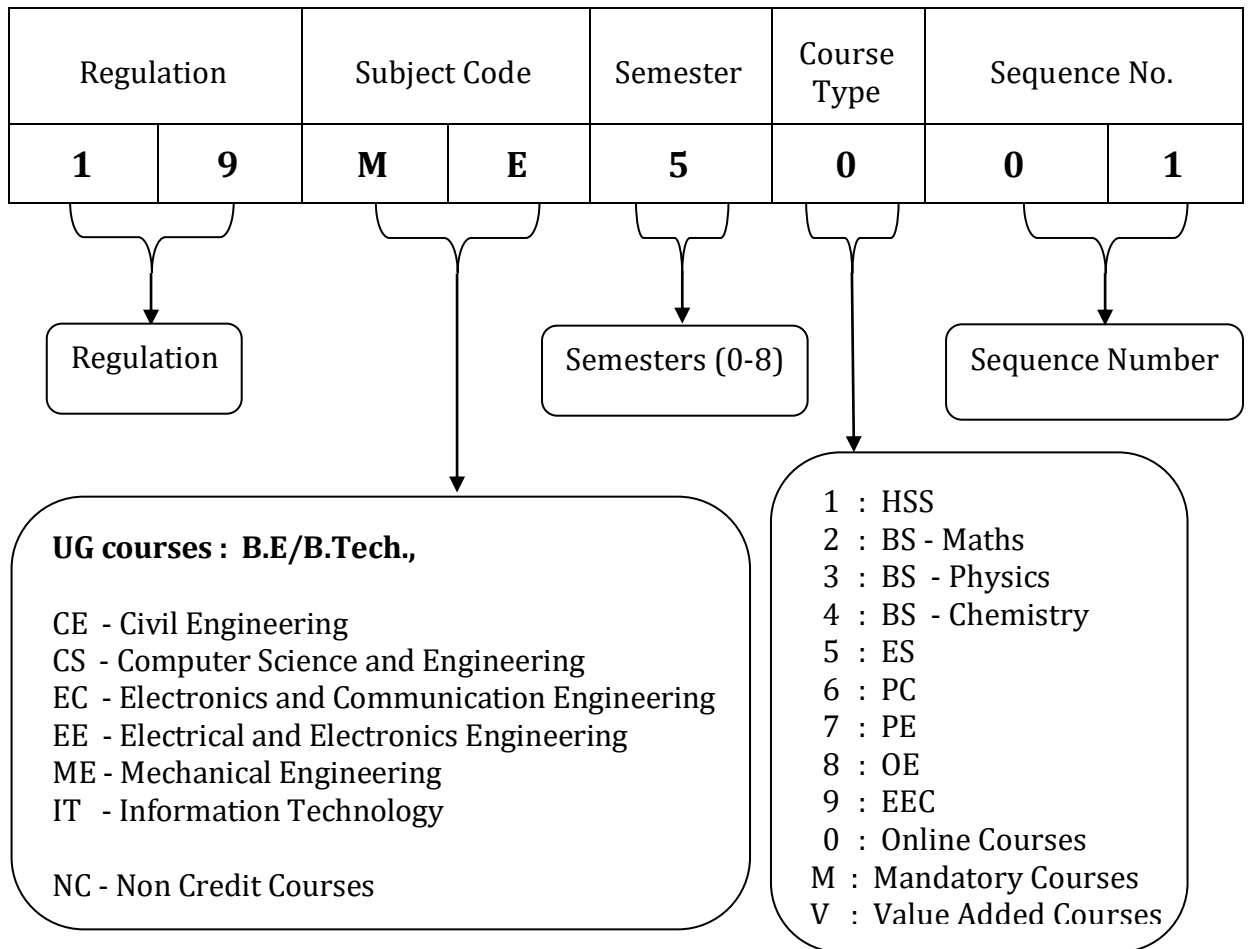 Regulation Subject Code Semester Course Type Sequence No.
1 9 M E 5 0 0 1
Regulation
Semesters (0-8)
Sequence Number
UG courses : B.E/B.Tech.,
CE - Civil Engineering
CS - Computer Science and Engineering
EC - Electronics and Communication Engineering
EE - Electrical and Electronics Engineering
ME - Mechanical Engineering
IT - Information Technology
NC - Non Credit Courses
1 : HSS
2 : BS - Maths
3 : BS - Physics
4 : BS - Chemistry
5 : ES
6 : PC
7 : PE
8 : OE
9 : EEC
0 : Online Courses
M : Mandatory Courses
V : Value Added Courses